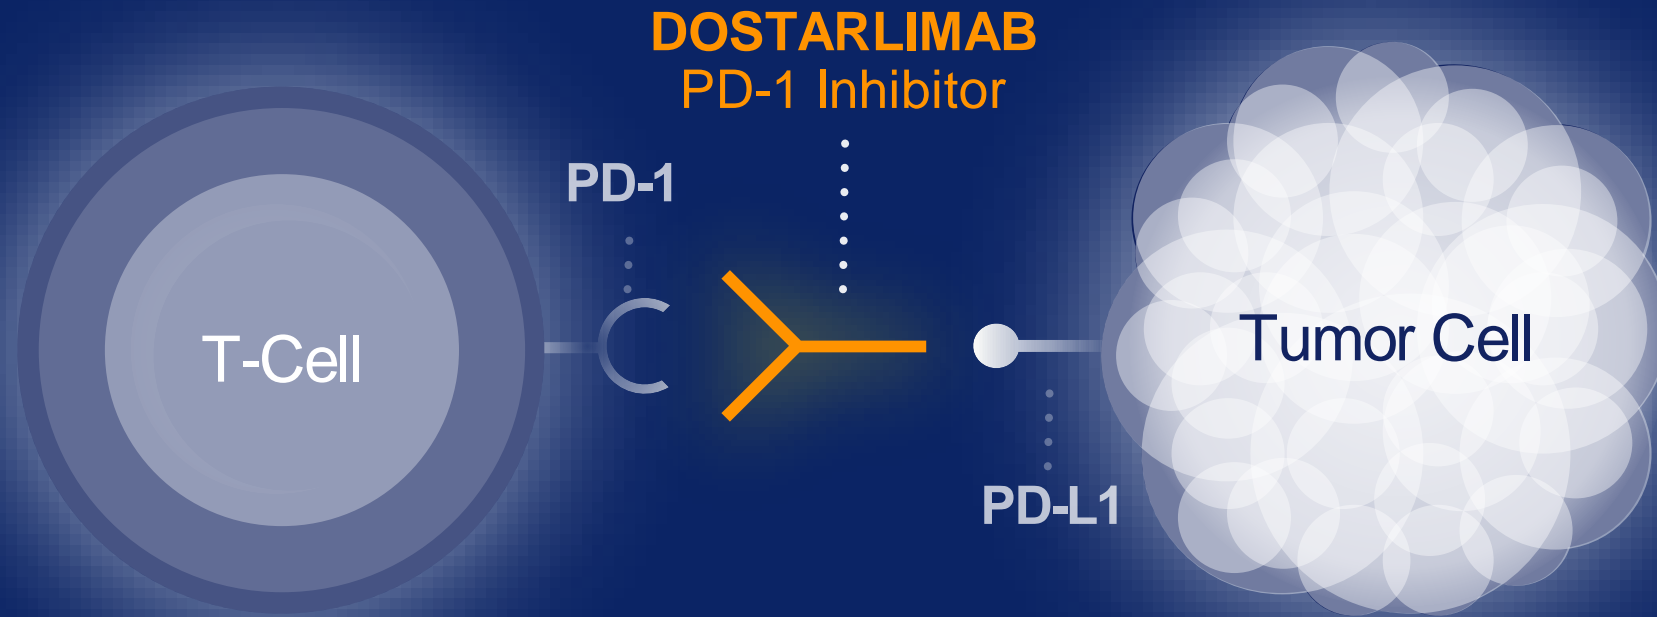 DOSTARLIMAB
PD-1 Inhibitor
PD-1
T-Cell
Tumor Cell
PD-L1